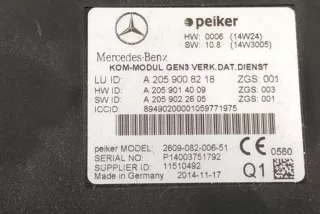 peiker
HW: 0006 (14W24)
SW: 10.8 (14W3005)
Mercedes-Benz
KOM-MODUL GEN3 VERK.DAT.DIENST
LU ID: A 205 900 82 18 ZGS: 001
HW ID: A 205 901 40 09 ZGS: 003
SW ID: A 205 902 26 05 ZGS: 001
ICCID: 89490200001059771975
peiker MODEL: 2609-082-006-51
SERIAL NO: P14003751792
SUPPLIER ID: 11510492
Made in Germany 2014-11-17
CE 0560
Q1